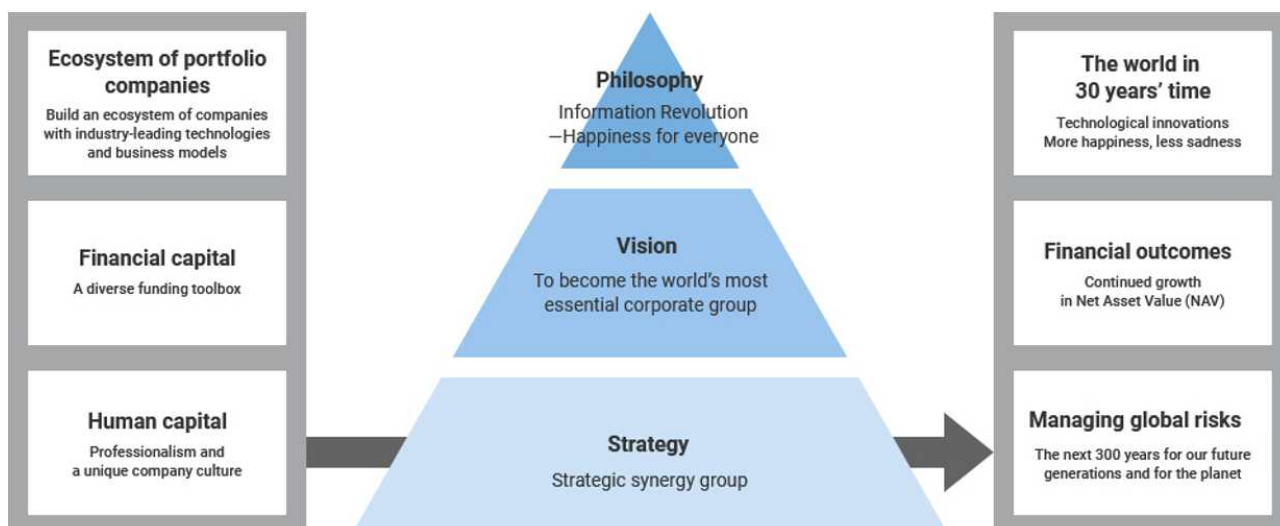 Ecosystem of portfolio
companies
Build an ecosystem of companies
with industry-leading technologies
and business models
Financial capital
A diverse funding toolbox
Human capital
Professionalism and
a unique company culture
Philosophy
Information Revolution
—Happiness for everyone
Vision
To become the world's most
essential corporate group
Strategy
Strategic synergy group
The world in
30 years' time
Technological innovations
More happiness, less sadness
Financial outcomes
Continued growth
in Net Asset Value (NAV)
Managing global risks
The next 300 years for our future
generations and for the planet